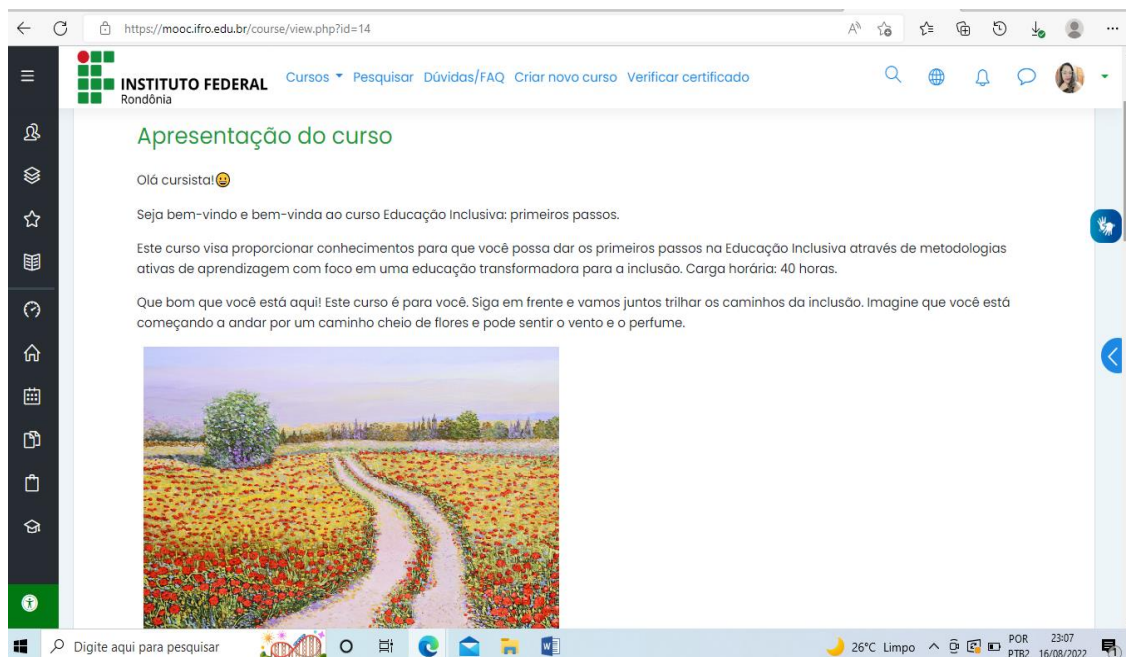 https://mooc.ifro.edu.br/course/view.php?id=14
INSTITUTO FEDERAL
Rondônia
Cursos Pesquisar Dúvidas/FAQ Criar novo curso Verificar certificado
Apresentação do curso
Olá cursista!😀
Seja bem-vindo e bem-vinda ao curso Educação Inclusiva: primeiros passos.
Este curso visa proporcionar conhecimentos para que você possa dar os primeiros passos na Educação Inclusiva através de metodologias
ativas de aprendizagem com foco em uma educação transformadora para a inclusão. Carga horária: 40 horas.
Que bom que você está aqui! Este curso é para você. Siga em frente e vamos juntos trilhar os caminhos da inclusão. Imagine que você está
começando a andar por um caminho cheio de flores e pode sentir o vento e o perfume.
Digite aqui para pesquisar
26°C Limpo
POR
PTB2
23:07
16/08/2022